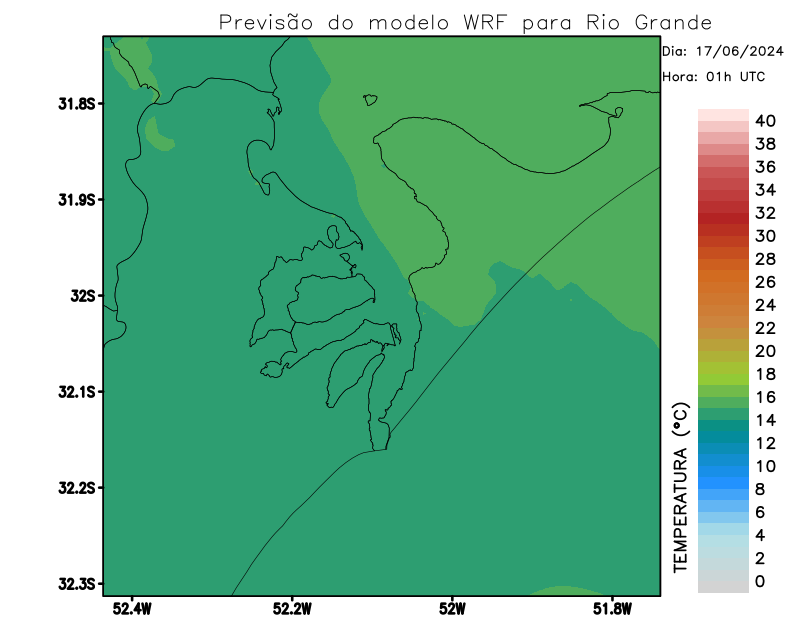 Previsão do modelo WRF para Rio Grande
Dia: 17/06/2024
Hora: 01h UTC
31.8S
31.9S
32S
32.1S
32.2S
32.3S
52.4W
52.2W
52W
51.8W
TEMPERATURA (°C)
40
38
36
34
32
30
28
26
24
22
20
18
16
14
12
10
8
6
4
2
0